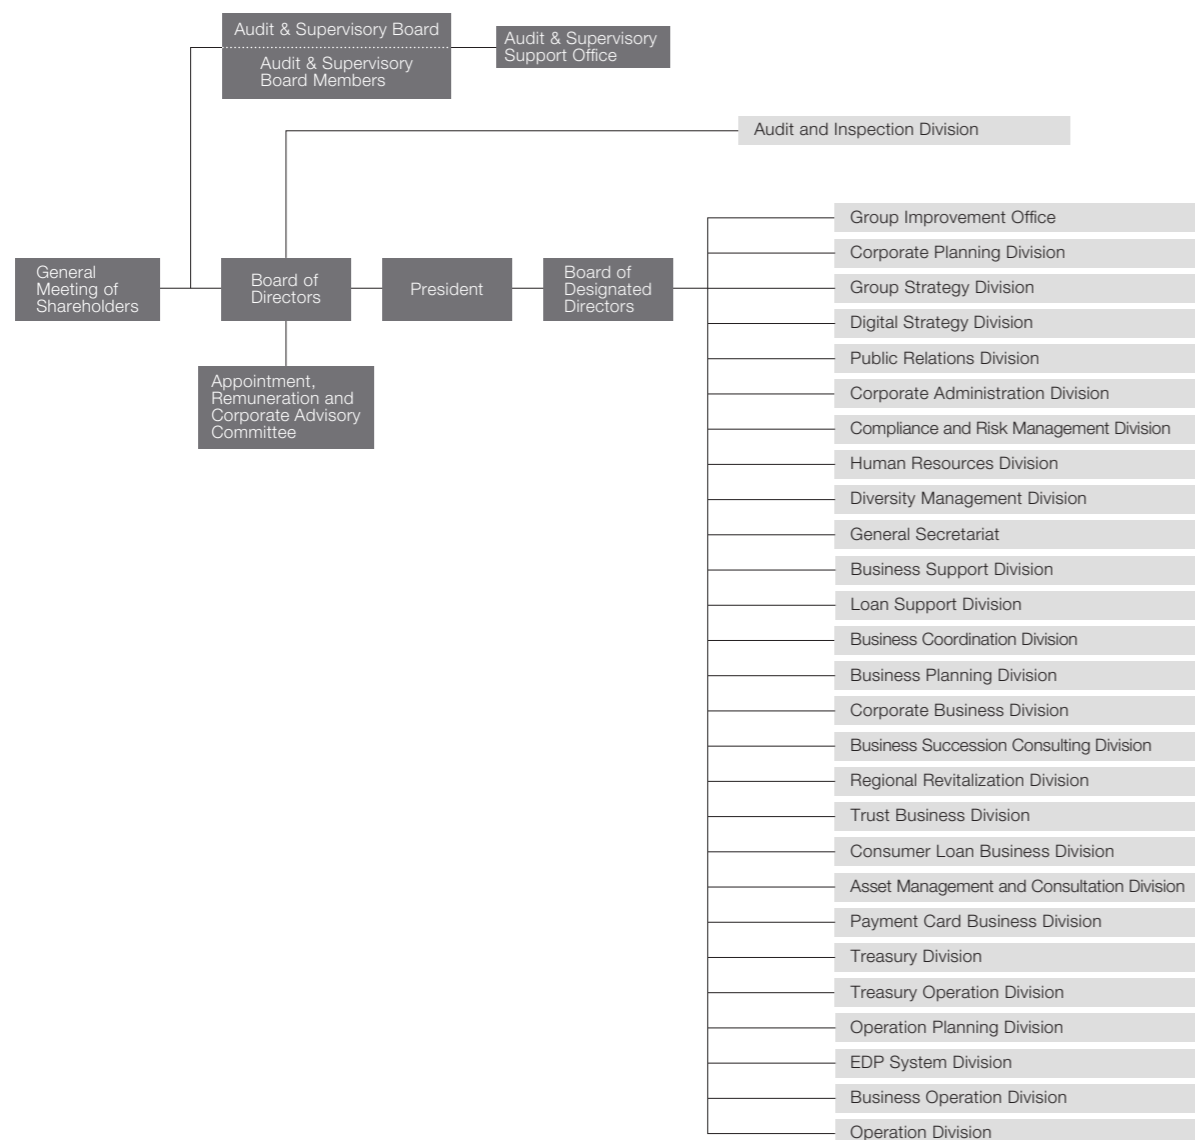 Audit & Supervisory Board
Audit & Supervisory
Board Members
Audit & Supervisory
Support Office
Audit and Inspection Division
General
Meeting of
Shareholders
Board of
Directors
President
Board of
Designated
Directors
Appointment,
Remuneration and
Corporate Advisory
Committee
Group Improvement Office
Corporate Planning Division
Group Strategy Division
Digital Strategy Division
Public Relations Division
Corporate Administration Division
Compliance and Risk Management Division
Human Resources Division
Diversity Management Division
General Secretariat
Business Support Division
Loan Support Division
Business Coordination Division
Business Planning Division
Corporate Business Division
Business Succession Consulting Division
Regional Revitalization Division
Trust Business Division
Consumer Loan Business Division
Asset Management and Consultation Division
Payment Card Business Division
Treasury Division
Treasury Operation Division
Operation Planning Division
EDP System Division
Business Operation Division
Operation Division